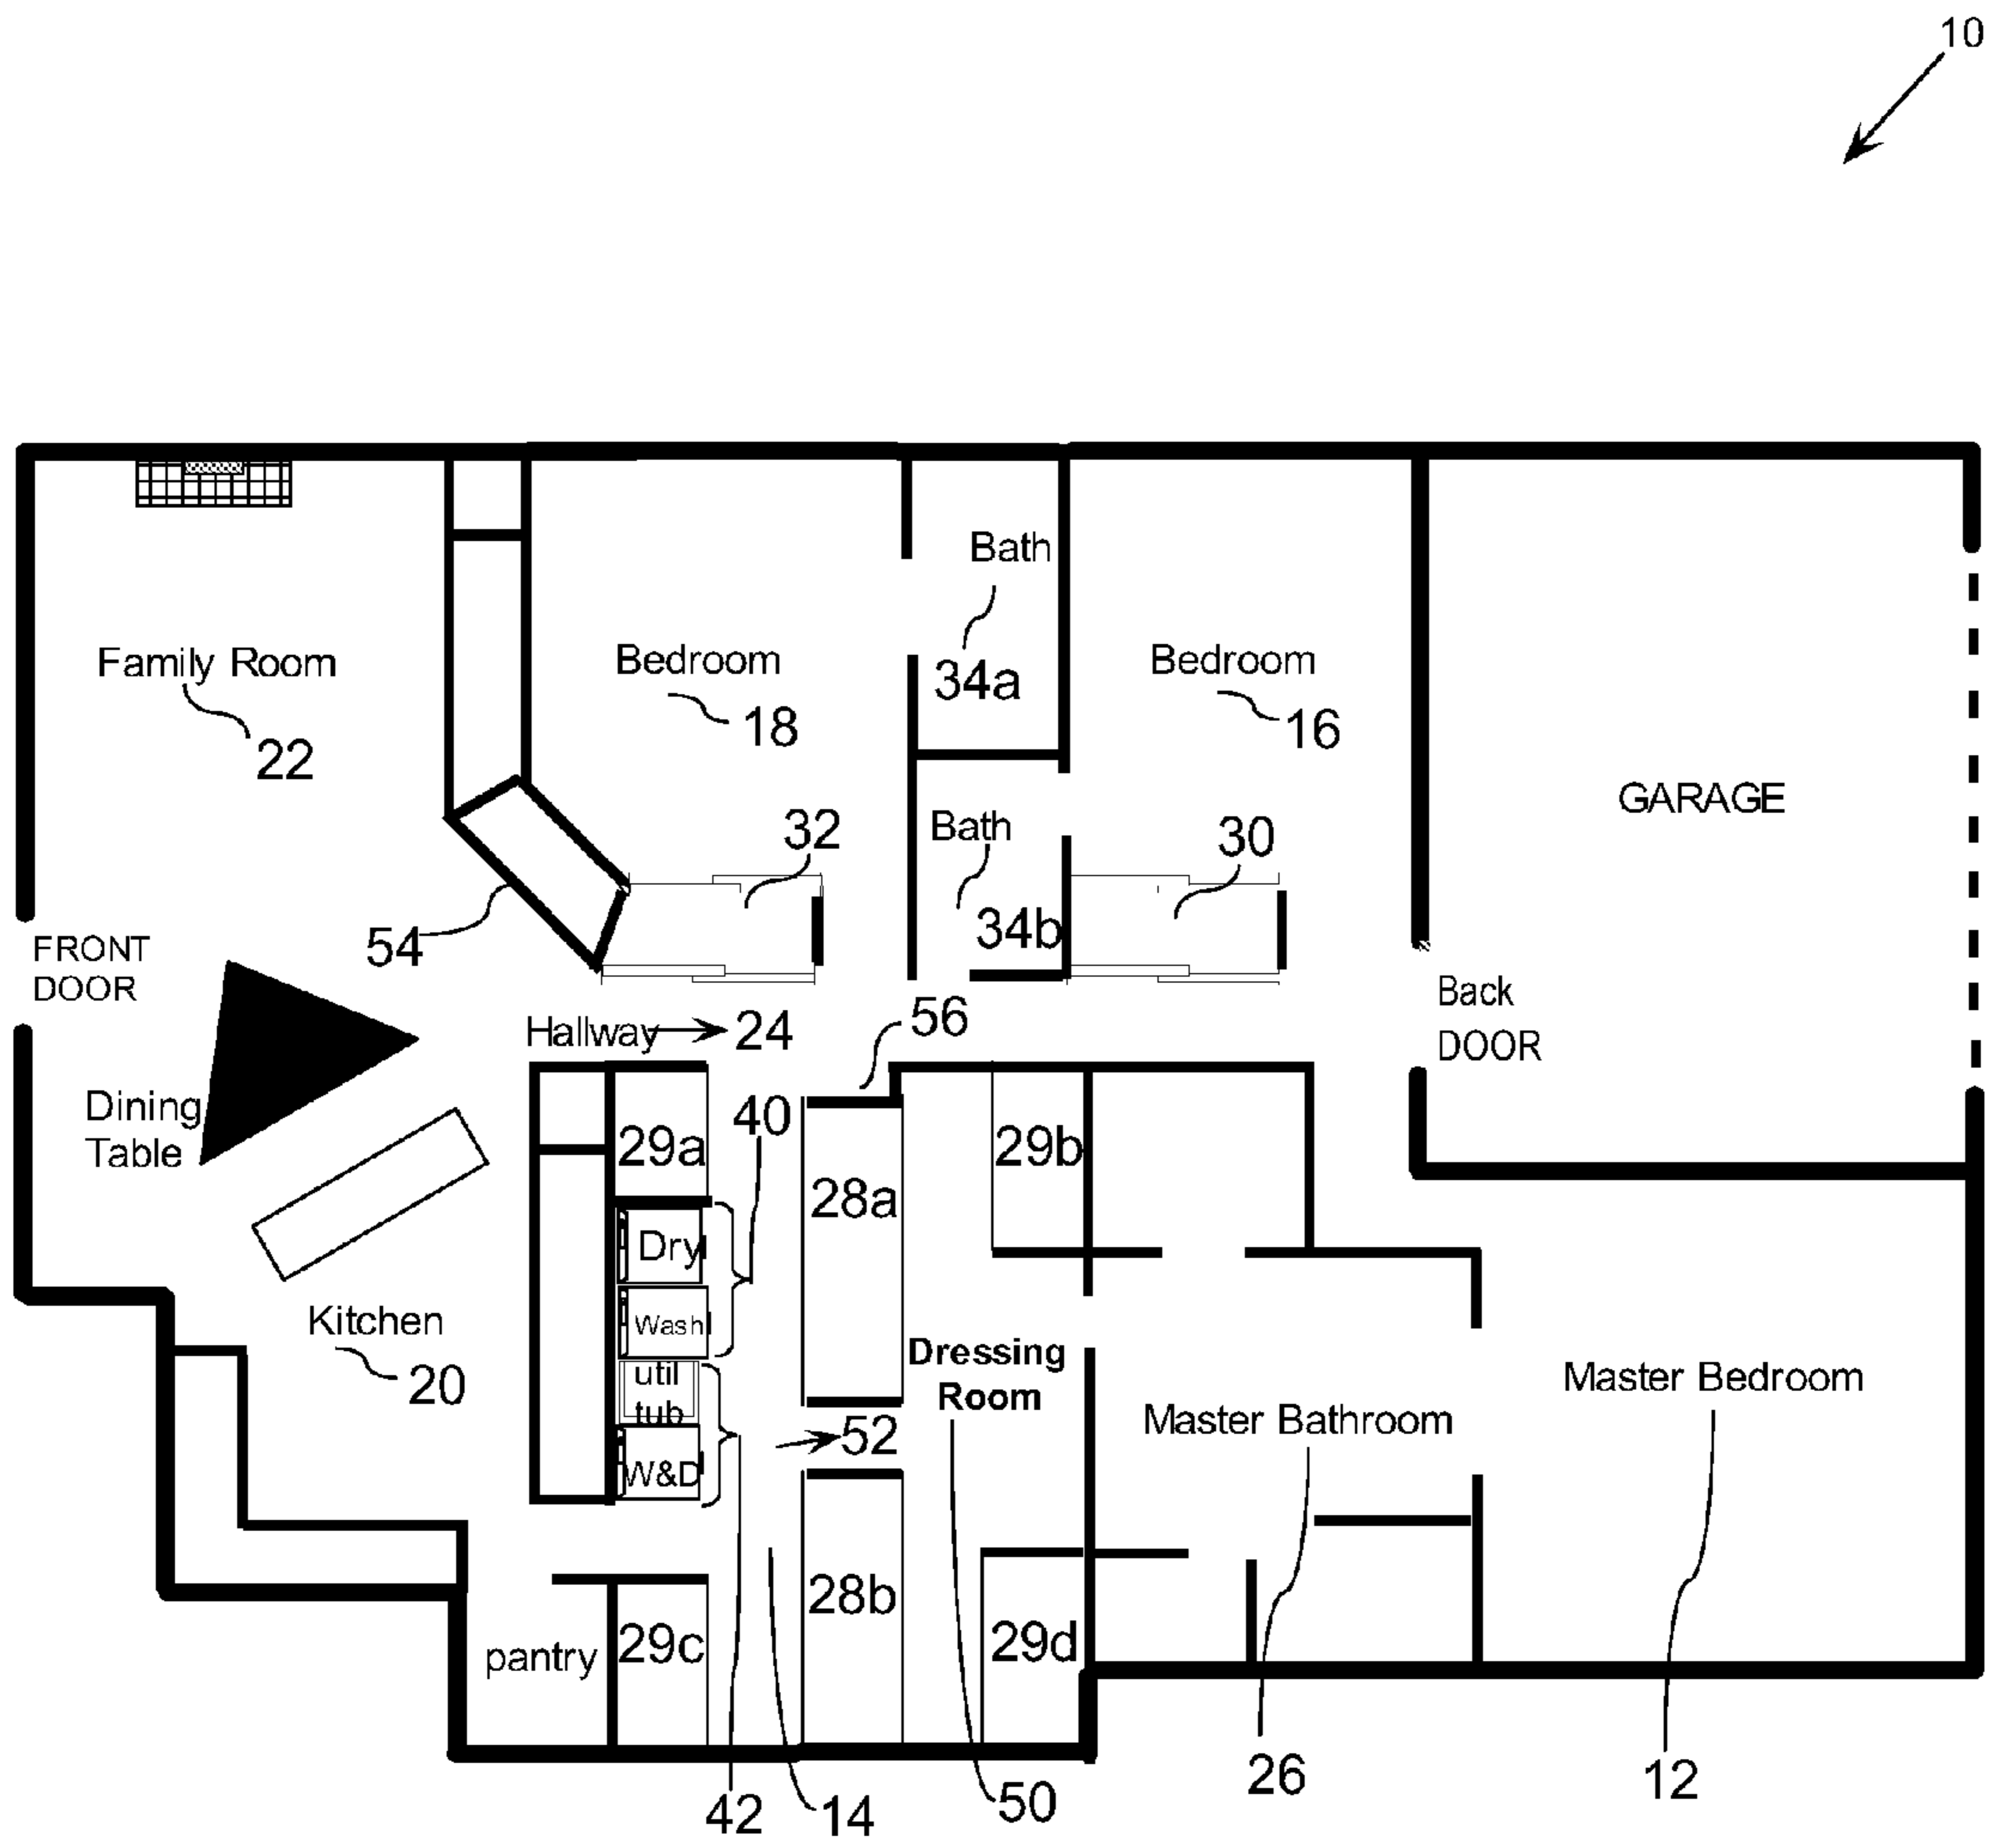 10
Bath
34a
Family Room
22
Bedroom
18
Bedroom
16
GARAGE
32
Bath
34b
30
54
FRONT
DOOR
Back
DOOR
56
Hallway
24
Dining
Table
29a
40
28a
29b
Dry
Wash
util
tub
W&D
Kitchen
20
Dressing
Room
52
Master Bathroom
Master Bedroom
pantry
29c
28b
29d
42
14
50
26
12